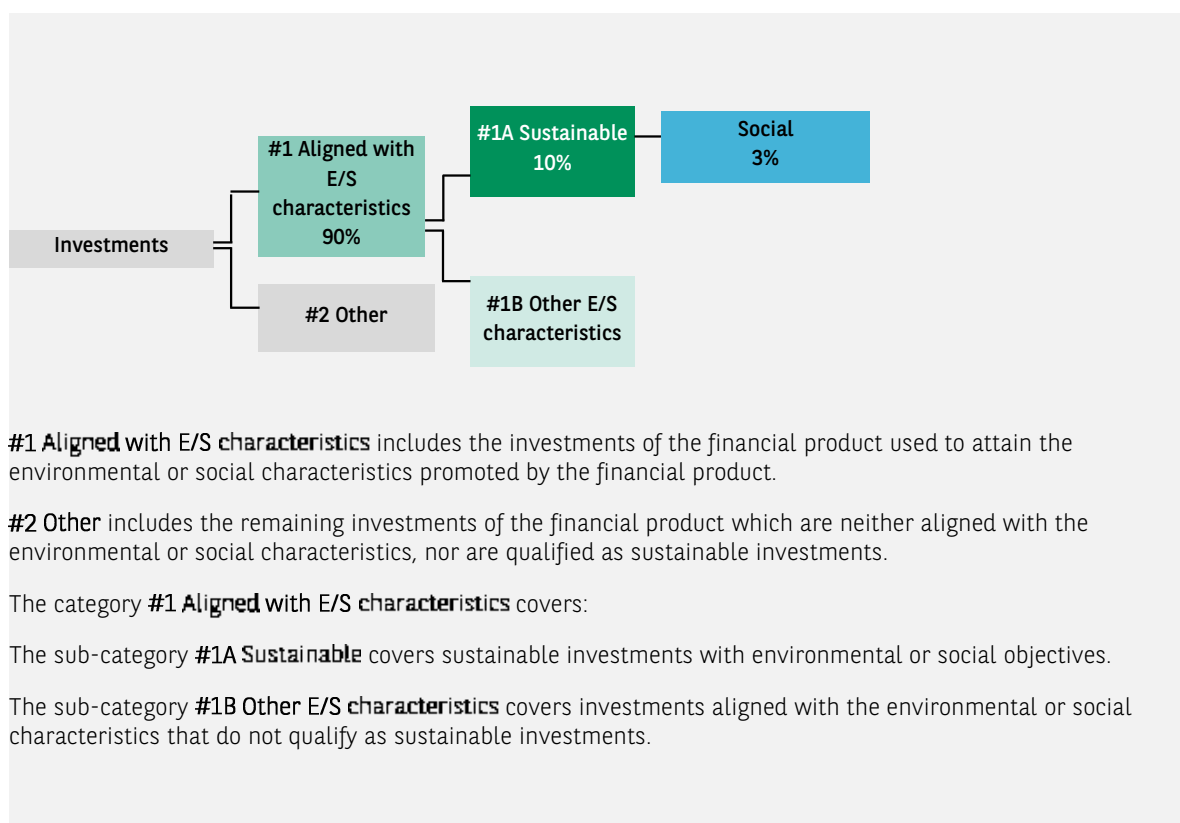 #1A Sustainable
10%
Social
3%
#1 Aligned with
E/S
characteristics
90%
Investments
#2 Other
#1B Other E/S
characteristics
#1 Aligned with E/S characteristics includes the investments of the financial product used to attain the
environmental or social characteristics promoted by the financial product.
#2 Other includes the remaining investments of the financial product which are neither aligned with the
environmental or social characteristics, nor are qualified as sustainable investments.
The category #1 Aligned with E/S characteristics covers:
The sub-category #1A Sustainable covers sustainable investments with environmental or social objectives.
The sub-category #1B Other E/S characteristics covers investments aligned with the environmental or social
characteristics that do not qualify as sustainable investments.